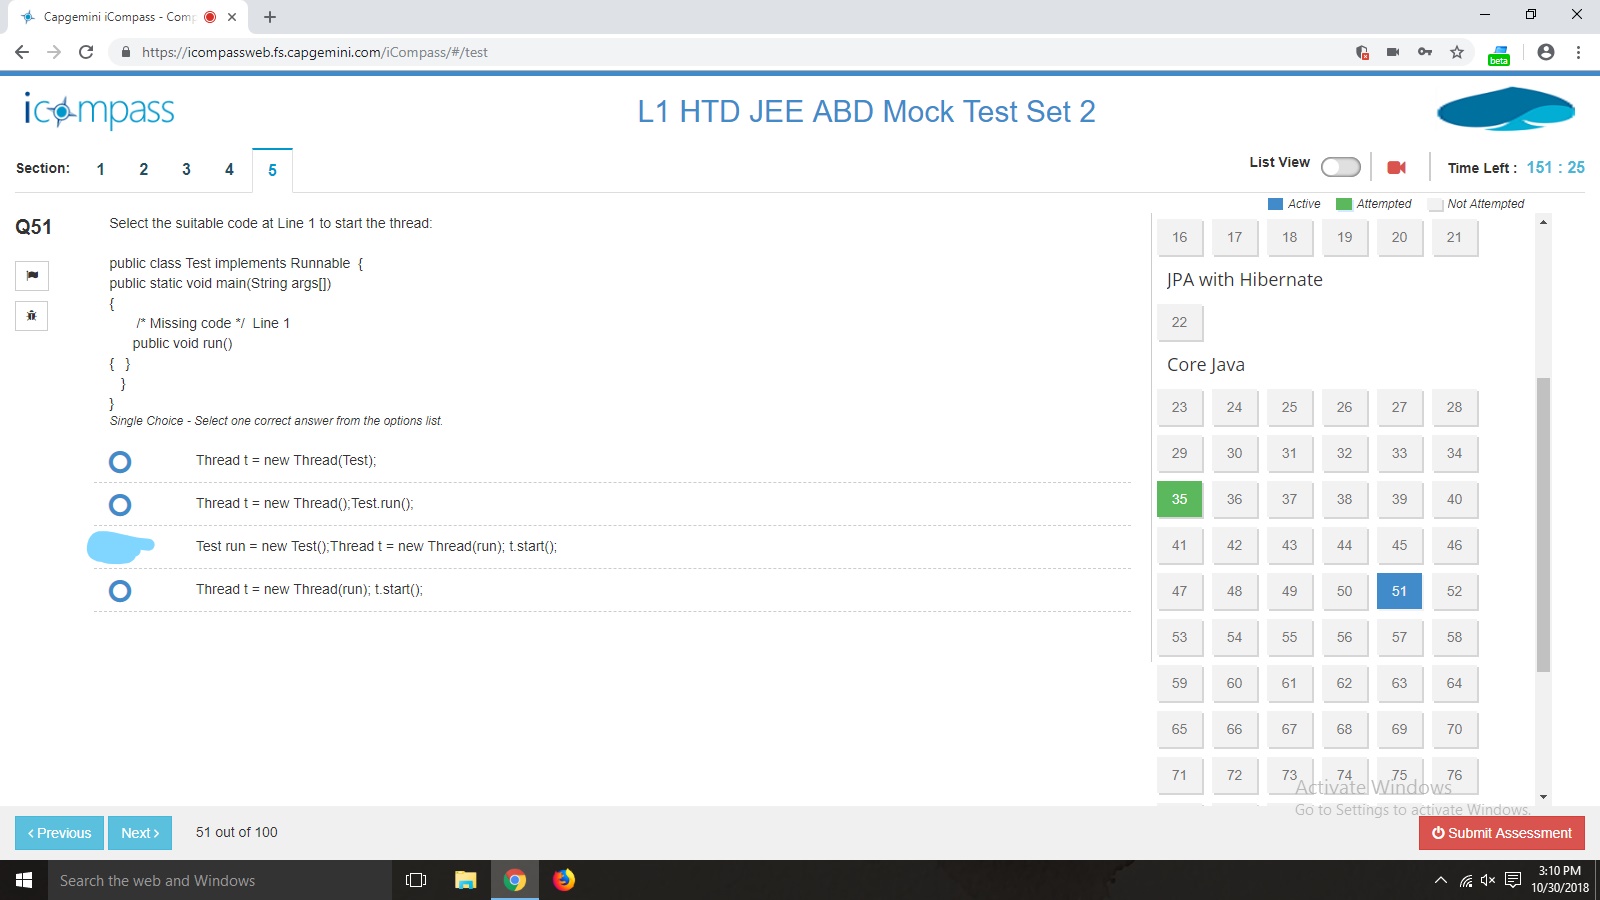 Capgemini iCompass - Comp
https://icompassweb.fs.capgemini.com/iCompass/#/test
beta
icompass
L1 HTD JEE ABD Mock Test Set 2
Section: 1 2 3 4 5
List View
Time Left : 151 : 25
Active Attempted Not Attempted
Q51
Select the suitable code at Line 1 to start the thread:
public class Test implements Runnable {
public static void main(String args[])
{
/* Missing code */ Line 1
public void run()
{ }
}
}
Single Choice - Select one correct answer from the options list.
Thread t = new Thread(Test);
Thread t = new Thread();Test.run();
Test run = new Test();Thread t = new Thread(run); t.start();
Thread t = new Thread(run); t.start();
16 17 18 19 20 21
JPA with Hibernate
22
Core Java
23 24 25 26 27 28
29 30 31 32 33 34
35 36 37 38 39 40
41 42 43 44 45 46
47 48 49 50 51 52
53 54 55 56 57 58
59 60 61 62 63 64
65 66 67 68 69 70
71 72 73 74 75 76
Activate Windows
Go to Settings to activate Windows.
< Previous
Next >
51 out of 100
Submit Assessment
Search the web and Windows
3:10 PM
10/30/2018